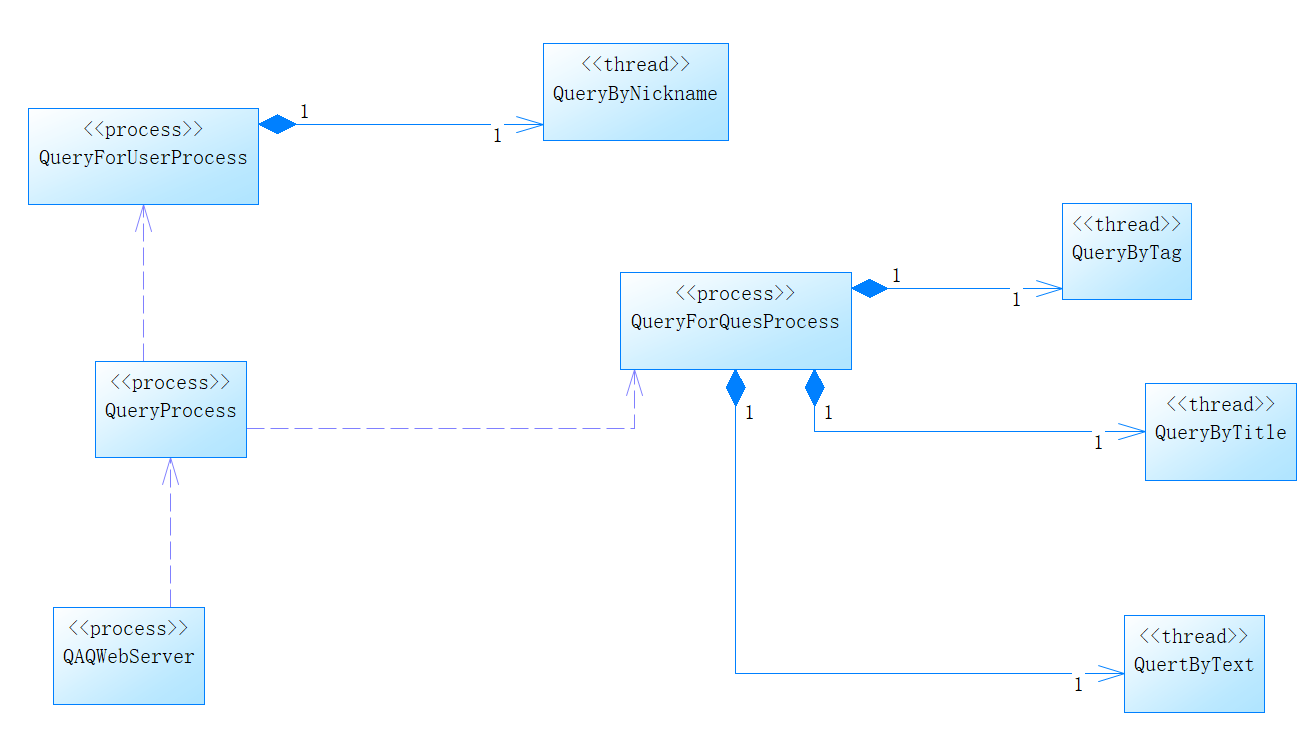 <<thread>>
QueryByNickname
<<process>>
QueryForUserProcess
1
1
<<thread>>
QueryByTag
<<process>>
QueryForQuesProcess
1
1
<<process>>
QueryProcess
1
1
<<thread>>
QueryByTitle
1
<<process>>
QAQWebServer
<<thread>>
QuertByText
1